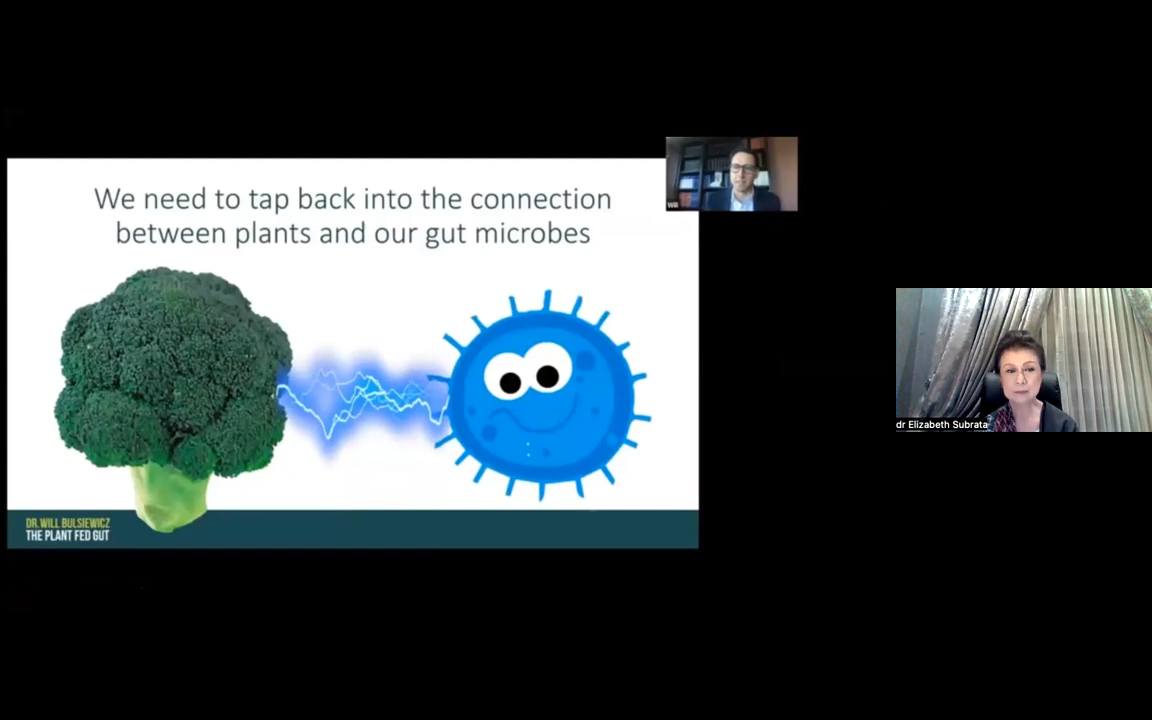 We need to tap back into the connection
between plants and our gut microbes
Will
dr Elizabeth Subrata
DR. WILL BULSIEWICZ
THE PLANT FED GUT